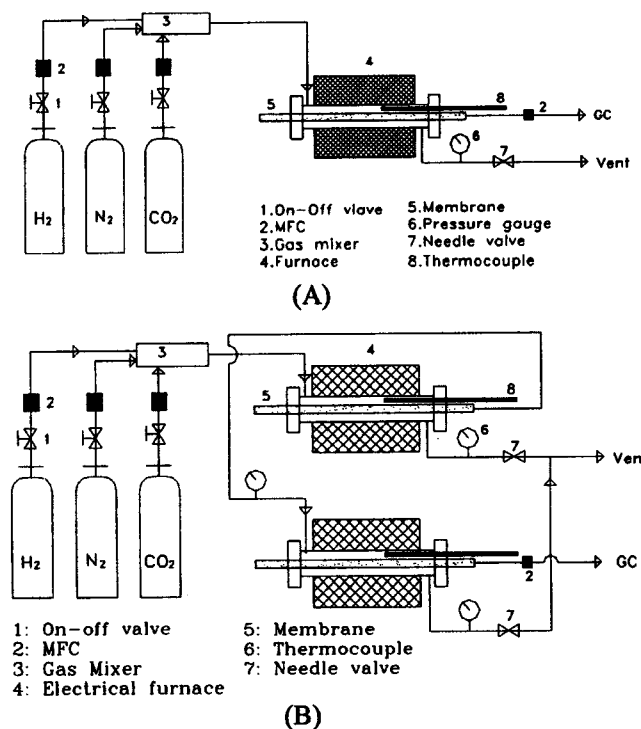 3
4
2
1
5
8
2
GC
6
7
Vent
H2
N2
CO2
1.On-Off vlave
2.MFC
3.Gas mixer
4.Furnace
5.Membrane
6.Pressure gauge
7.Needle valve
8.Thermocouple
(A)
3
4
2
1
5
8
6
7
Vent
2
GC
7
H2
N2
CO2
1: On-off valve
2: MFC
3: Gas Mixer
4: Electrical furnace
5: Membrane
6: Thermocouple
7: Needle valve
(B)